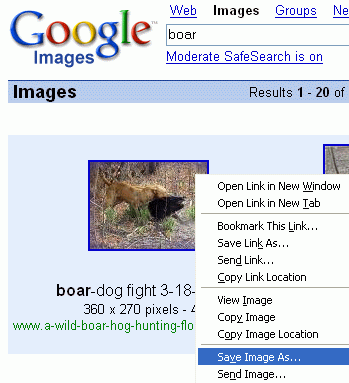 Google™
Images
Web Images Groups Ne
boar
Moderate SafeSearch is on
Images Results 1 - 20 of
boar-dog fight 3-18-
360 x 270 pixels - 4
www.a-wild-boar-hog-hunting-flo
Open Link in New Window
Open Link in New Tab
Bookmark This Link...
Save Link As...
Send Link...
Copy Link Location
View Image
Copy Image
Copy Image Location
Save Image As...
Send Image...